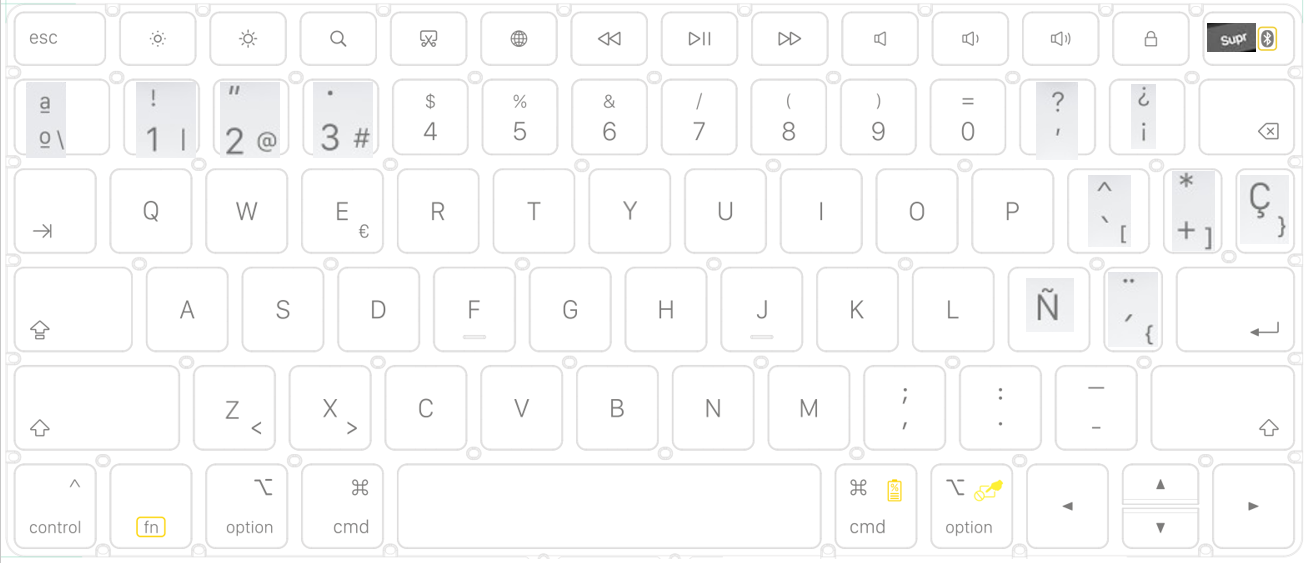 esc Supr
ª ! " · $ % & / ( ) = ? ¿
º \ 1 | 2 @ 3 # 4 5 6 7 8 9 0 ' ¡
Q W E € R T Y U I O P ^ ` [ * + ] Ç }
A S D F G H J K L Ñ ¨ ´ {
Z < X > C V B N M ; , : . — -
^ ⌥ ⌘ ⌘ % ⌥
control fn option cmd cmd option